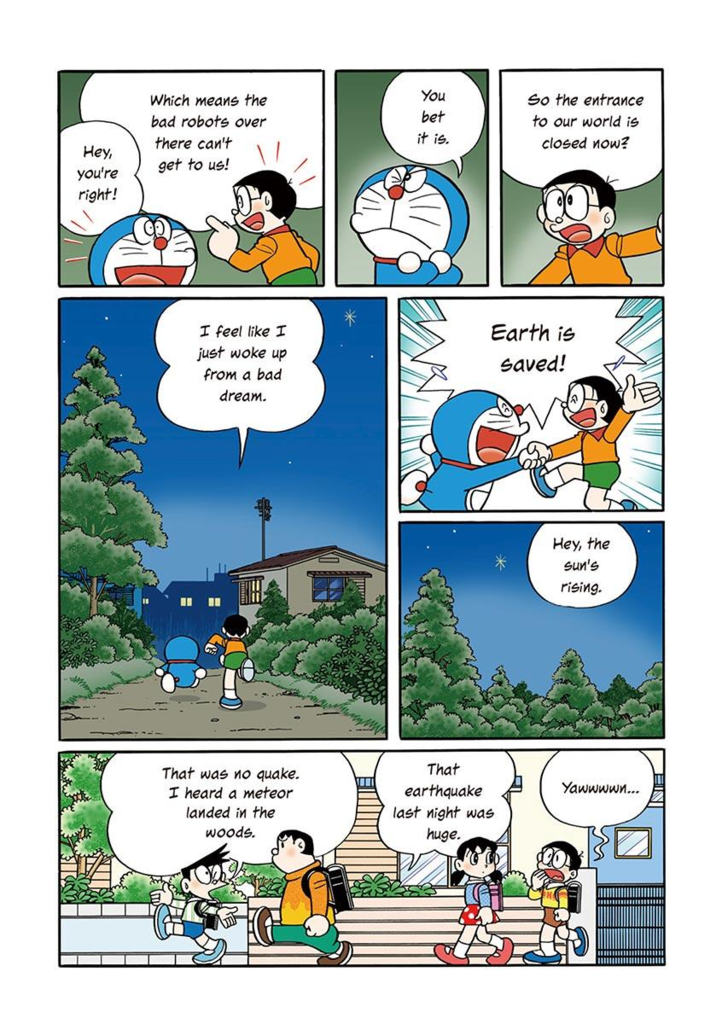 So the entrance
to our world is
closed now?
You
bet
it is.
Which means the
bad robots over
there can't
get to us!
Hey,
you're
right!
Earth is
saved!
Hey, the
sun's
rising.
I feel like I
just woke up
from a bad
dream.
Yawwwwn...
That
earthquake
last night was
huge.
That was no quake.
I heard a meteor
landed in the
woods.